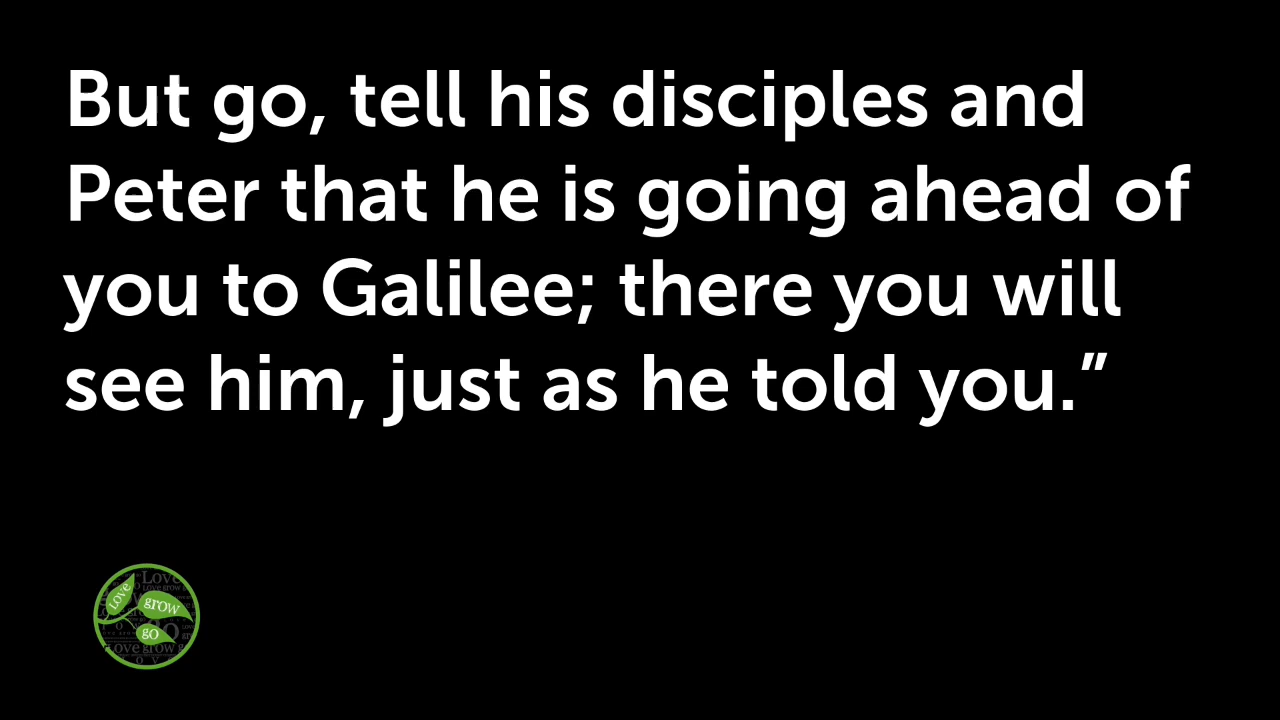 But go, tell his disciples and
Peter that he is going ahead of
you to Galilee; there you will
see him, just as he told you.”
Love
grow
go